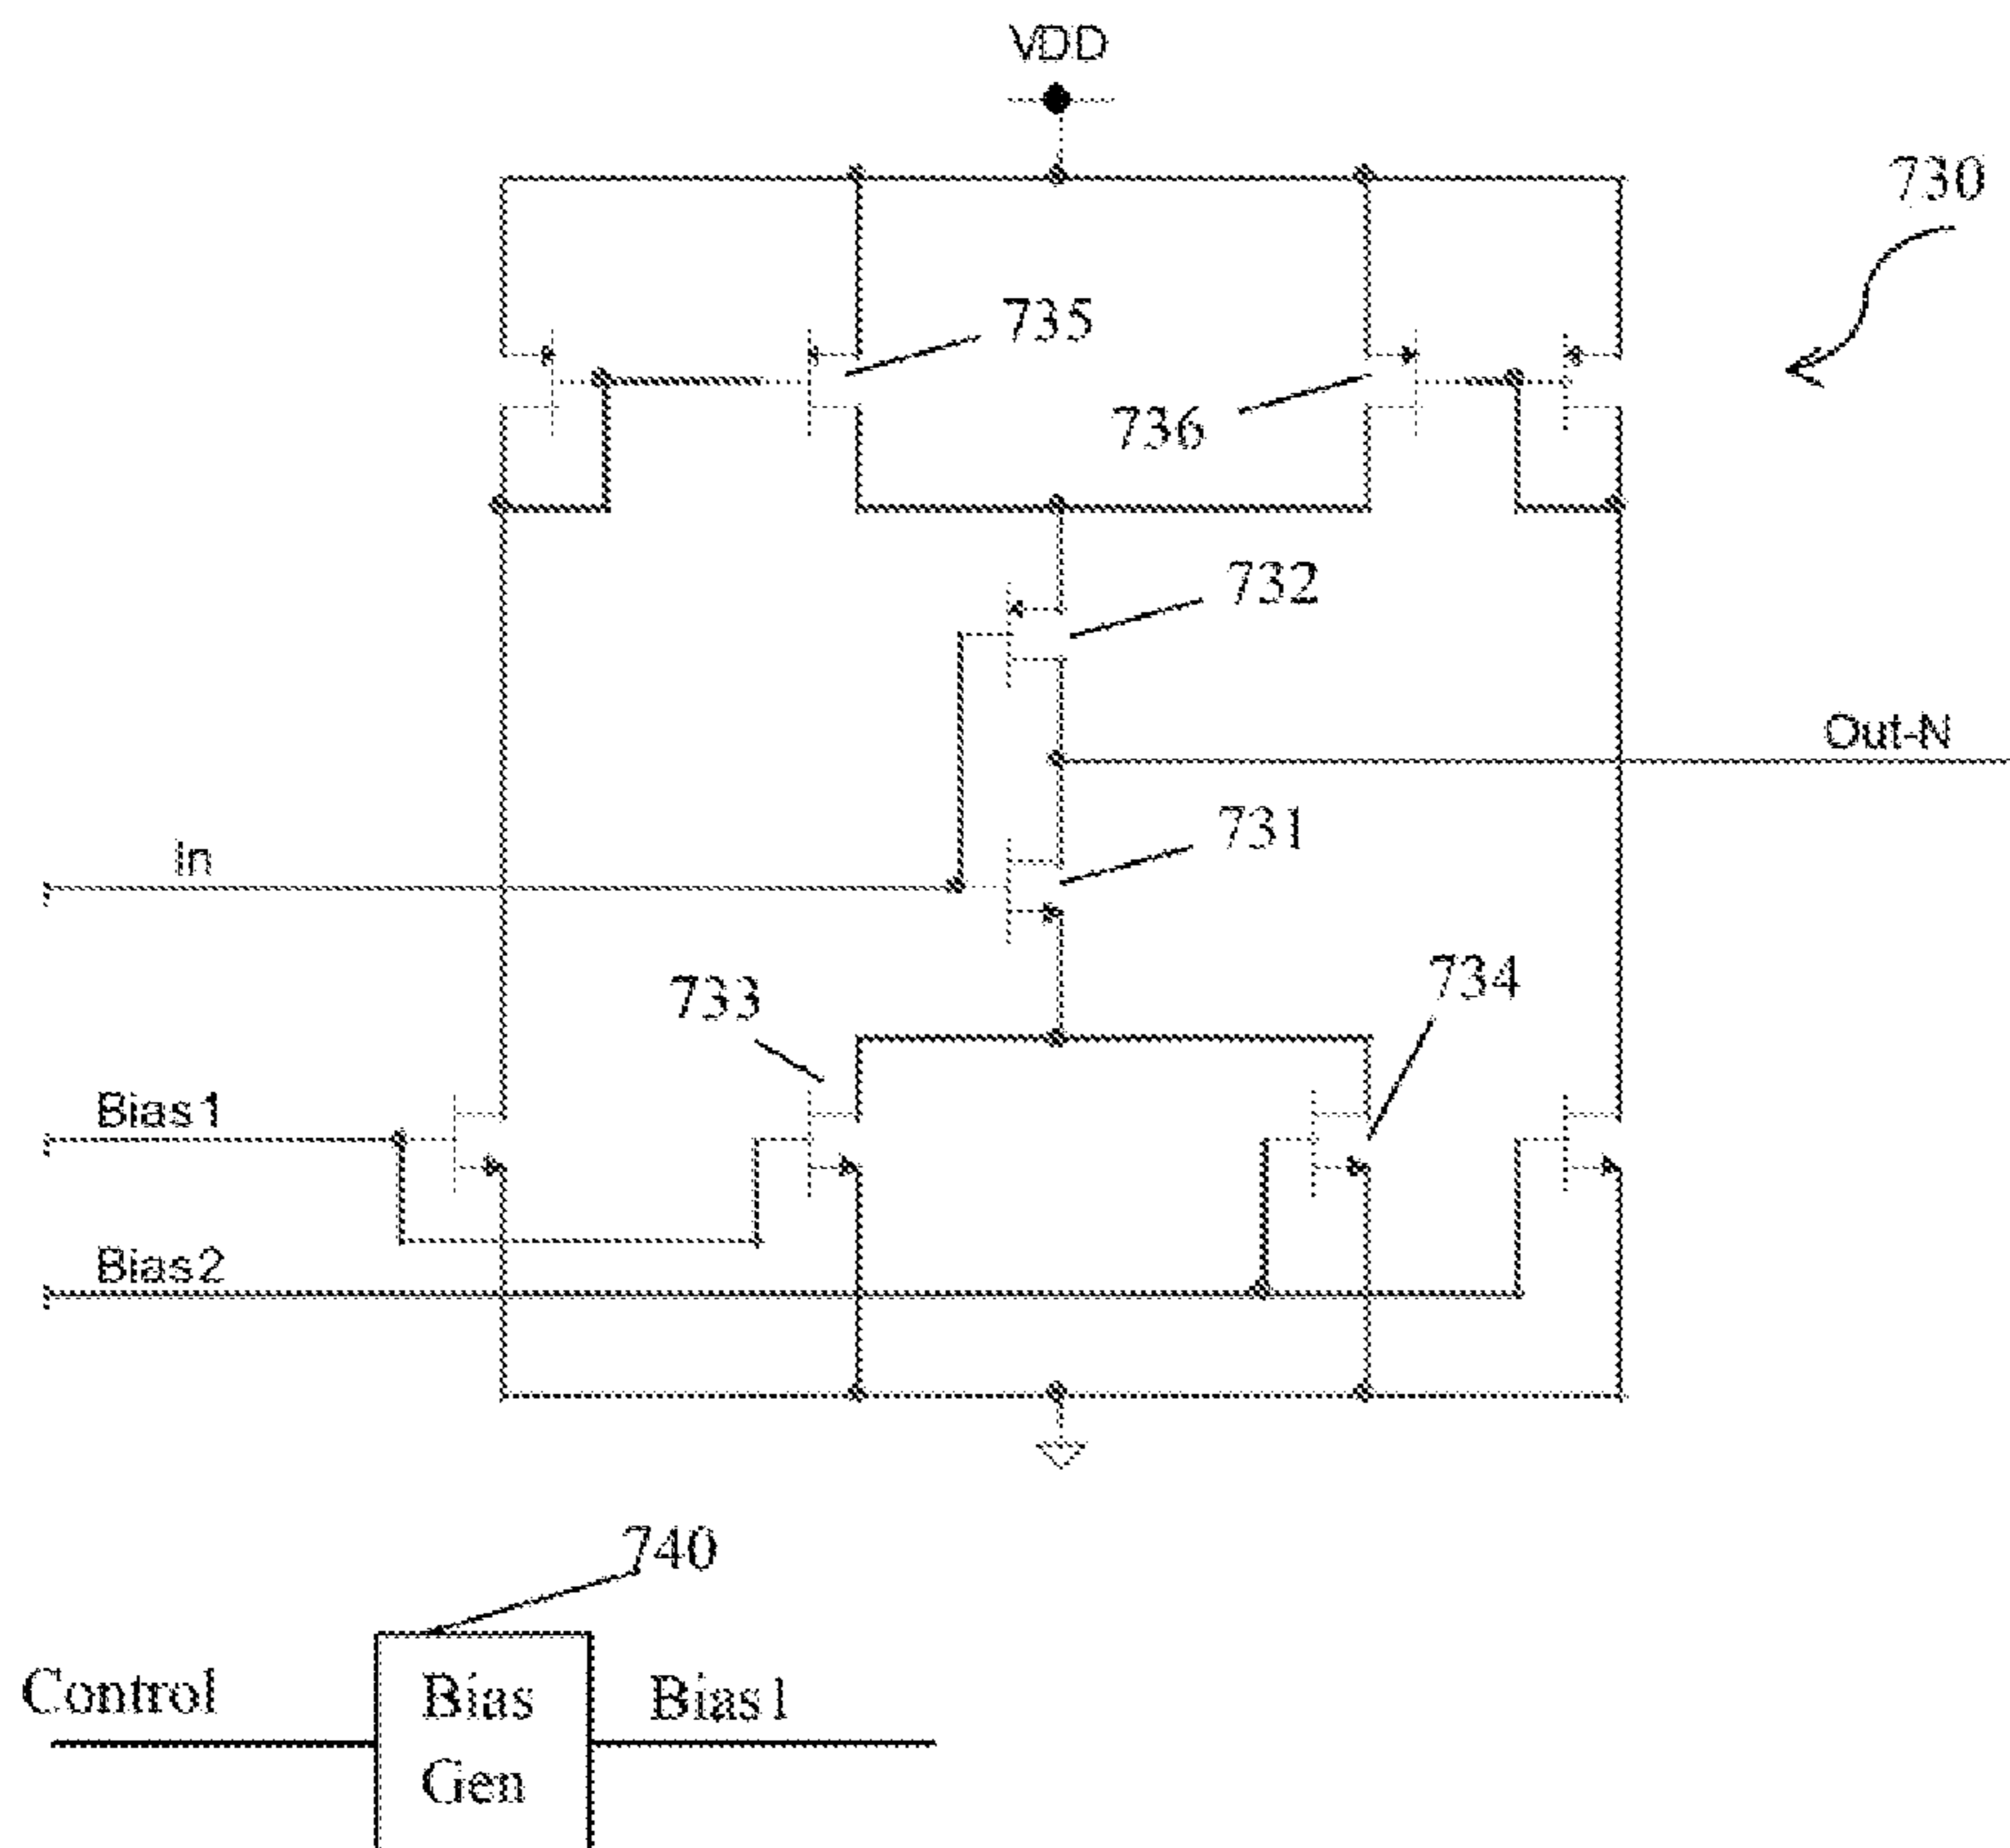 VDD
730
735
736
732
Out-N
731
In
733
734
Bias1
Bias2
740
Control
Bias
Gen
Bias1